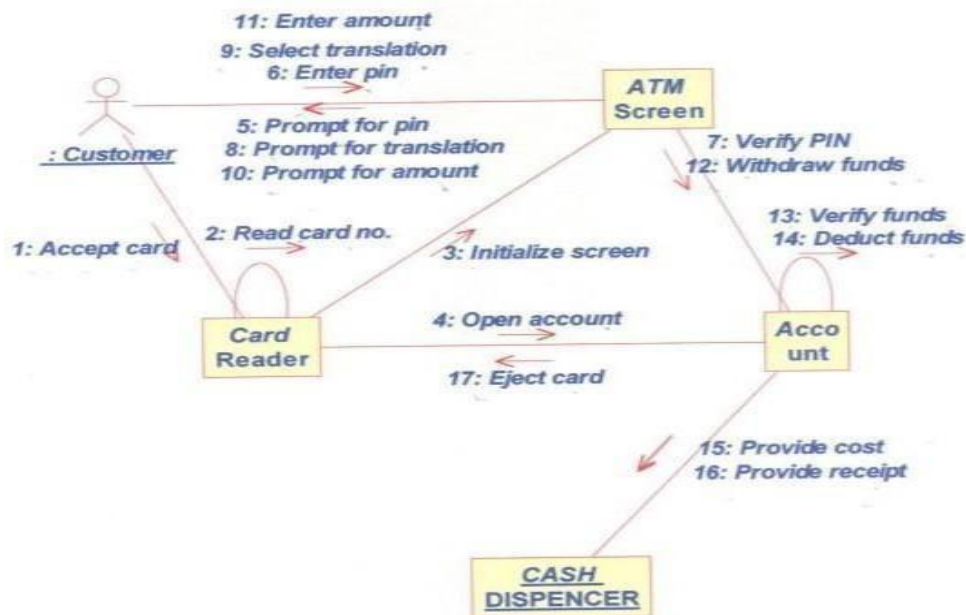 11: Enter amount
9: Select translation
6: Enter pin
ATM
Screen
5: Prompt for pin
8: Prompt for translation
10: Prompt for amount
: Customer
7: Verify PIN
12: Withdraw funds
2: Read card no.
1: Accept card
3: Initialize screen
13: Verify funds
14: Deduct funds
4: Open account
Card
Reader
Acco
unt
17: Eject card
15: Provide cost
16: Provide receipt
CASH
DISPENCER